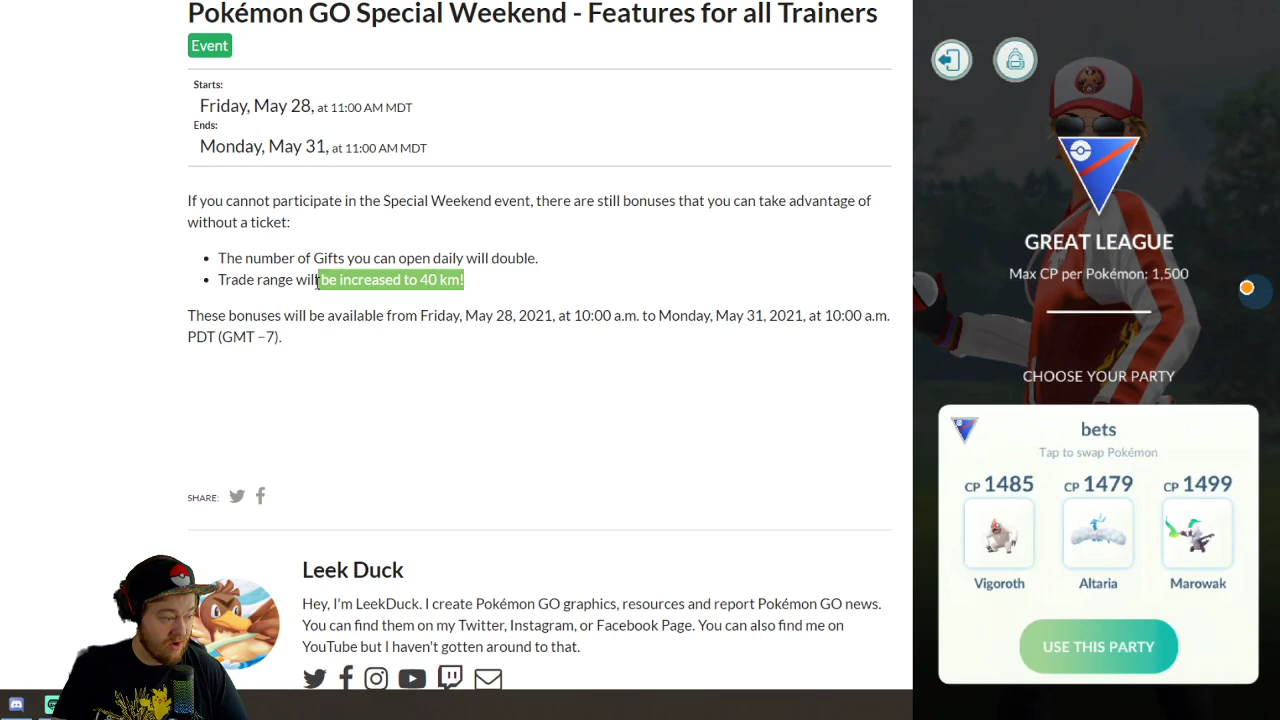 Pokémon GO Special Weekend - Features for all Trainers
Event
Starts:
Friday, May 28, at 11:00 AM MDT
Ends:
Monday, May 31, at 11:00 AM MDT
If you cannot participate in the Special Weekend event, there are still bonuses that you can take advantage of
without a ticket:
• The number of Gifts you can open daily will double.
• Trade range will be increased to 40 km!
These bonuses will be available from Friday, May 28, 2021, at 10:00 a.m. to Monday, May 31, 2021, at 10:00 a.m.
PDT (GMT −7).
SHARE:
Leek Duck
Hey, I'm LeekDuck. I create Pokémon GO graphics, resources and report Pokémon GO news.
You can find them on my Twitter, Instagram, or Facebook Page. You can also find me on
YouTube but I haven't gotten around to that.
GREAT LEAGUE
Max CP per Pokémon: 1,500
CHOOSE YOUR PARTY
bets
Tap to swap Pokémon
CP 1485 CP 1479 CP 1499
Vigoroth Altaria Marowak
USE THIS PARTY